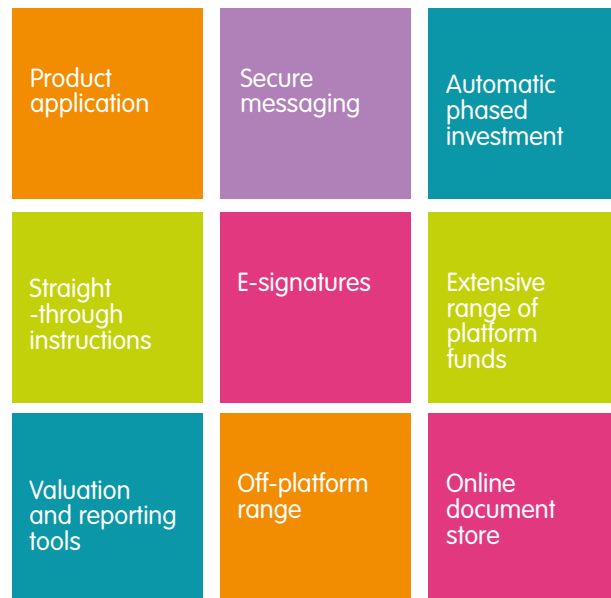 Product
application
Secure
messaging
Automatic
phased
investment
Straight
-through
instructions
E-signatures
Extensive
range of
platform
funds
Valuation
and reporting
tools
Off-platform
range
Online
document
store